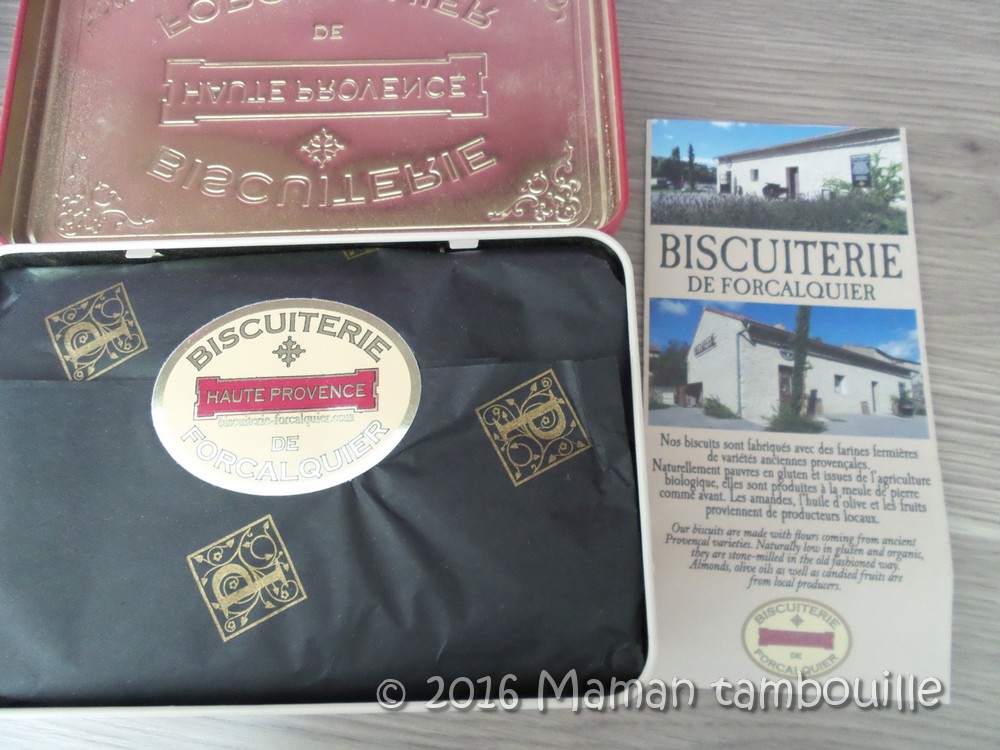 FORCALQUIER
DE
HAUTE PROVENCE
BISCUITERIE
BISCUITERIE
HAUTE PROVENCE
biscuiterie-forcalquier.com
DE
FORCALQUIER
BISCUITERIE
DE FORCALQUIER
Nos biscuits sont fabriqués avec des farines fermières
de variétés anciennes provençales.
Naturellement pauvres en gluten et issues de l'agriculture
biologique, elles sont produites à la meule de pierre
comme avant. Les amandes, l'huile d'olive et les fruits
proviennent de producteurs locaux.
Our biscuits are made with flours coming from ancient
Provençal varieties. Naturally low in gluten and organic,
they are stone-milled in the old fashioned way.
Almonds, olive oils as well as candied fruits are
from local producers.
BISCUITERIE
DE
FORCALQUIER
© 2016 Maman tambouille